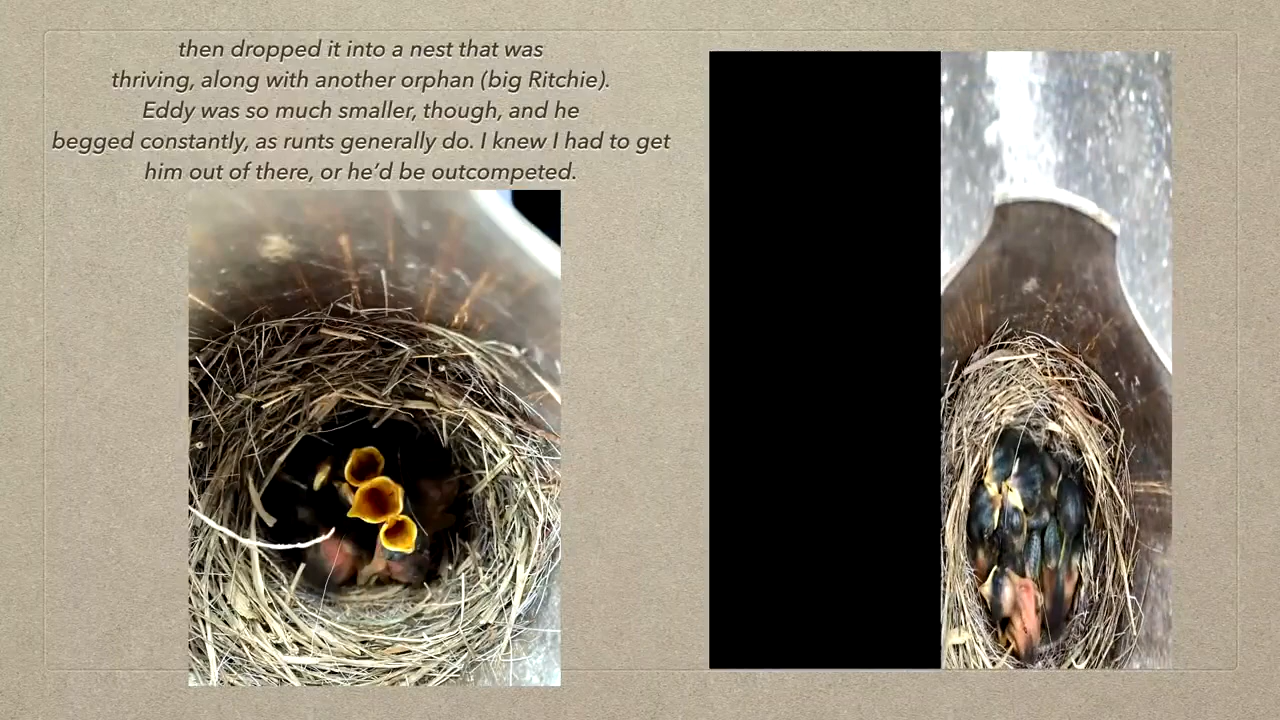 then dropped it into a nest that was
thriving, along with another orphan (big Ritchie).
Eddy was so much smaller, though, and he
begged constantly, as runts generally do. I knew I had to get
him out of there, or he’d be outcompeted.